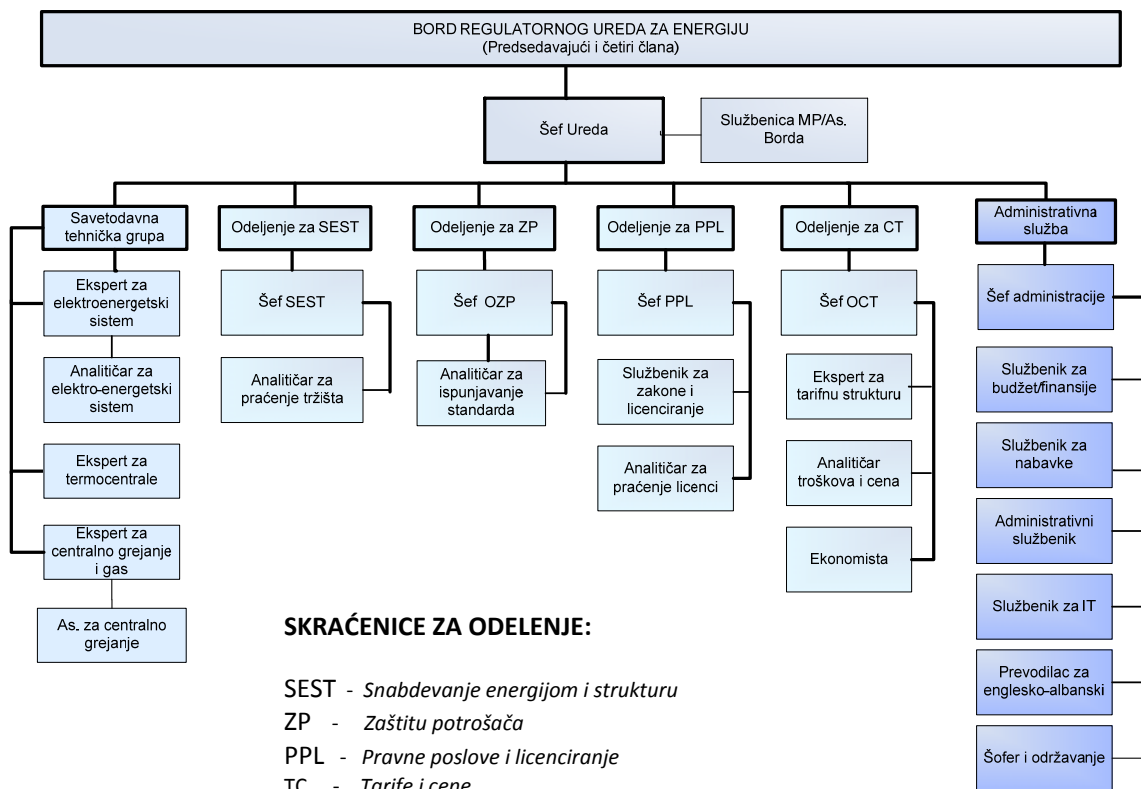 BORD REGULATORNOG UREDA ZA ENERGIJU
(Predsedavajući i četiri člana)
Šef Ureda
Službenica MP/As.
Borda
Savetodavna
tehnička grupa
Odeljenje za SEST
Odeljenje za ZP
Odeljenje za PPL
Odeljenje za CT
Administrativna
služba
Ekspert za
elektroenergetski
sistem
Šef SEST
Šef OZP
Šef PPL
Šef OCT
Šef administracije
Analitičar za
elektro-energetski
sistem
Analitičar za
praćenje tržišta
Analitičar za
ispunjavanje
standarda
Službenik za
zakone i
licenciranje
Ekspert za
tarifnu strukturu
Službenik za
budžet/finansije
Ekspert za
termocentrale
Analitičar za
praćenje licenci
Analitičar
troškova i cena
Službenik za
nabavke
Ekspert za
centralno grejanje
i gas
Ekonomista
Administrativni
službenik
As. za centralno
grejanje
Službenik za IT
Prevodilac za
englesko-albanski
Šofer i održavanje
SKRAĆENICE ZA ODELENJE:
SEST - Snabdevanje energijom i strukturu
ZP - Zaštitu potrošača
PPL - Pravne poslove i licenciranje
TC - Tarife i cene